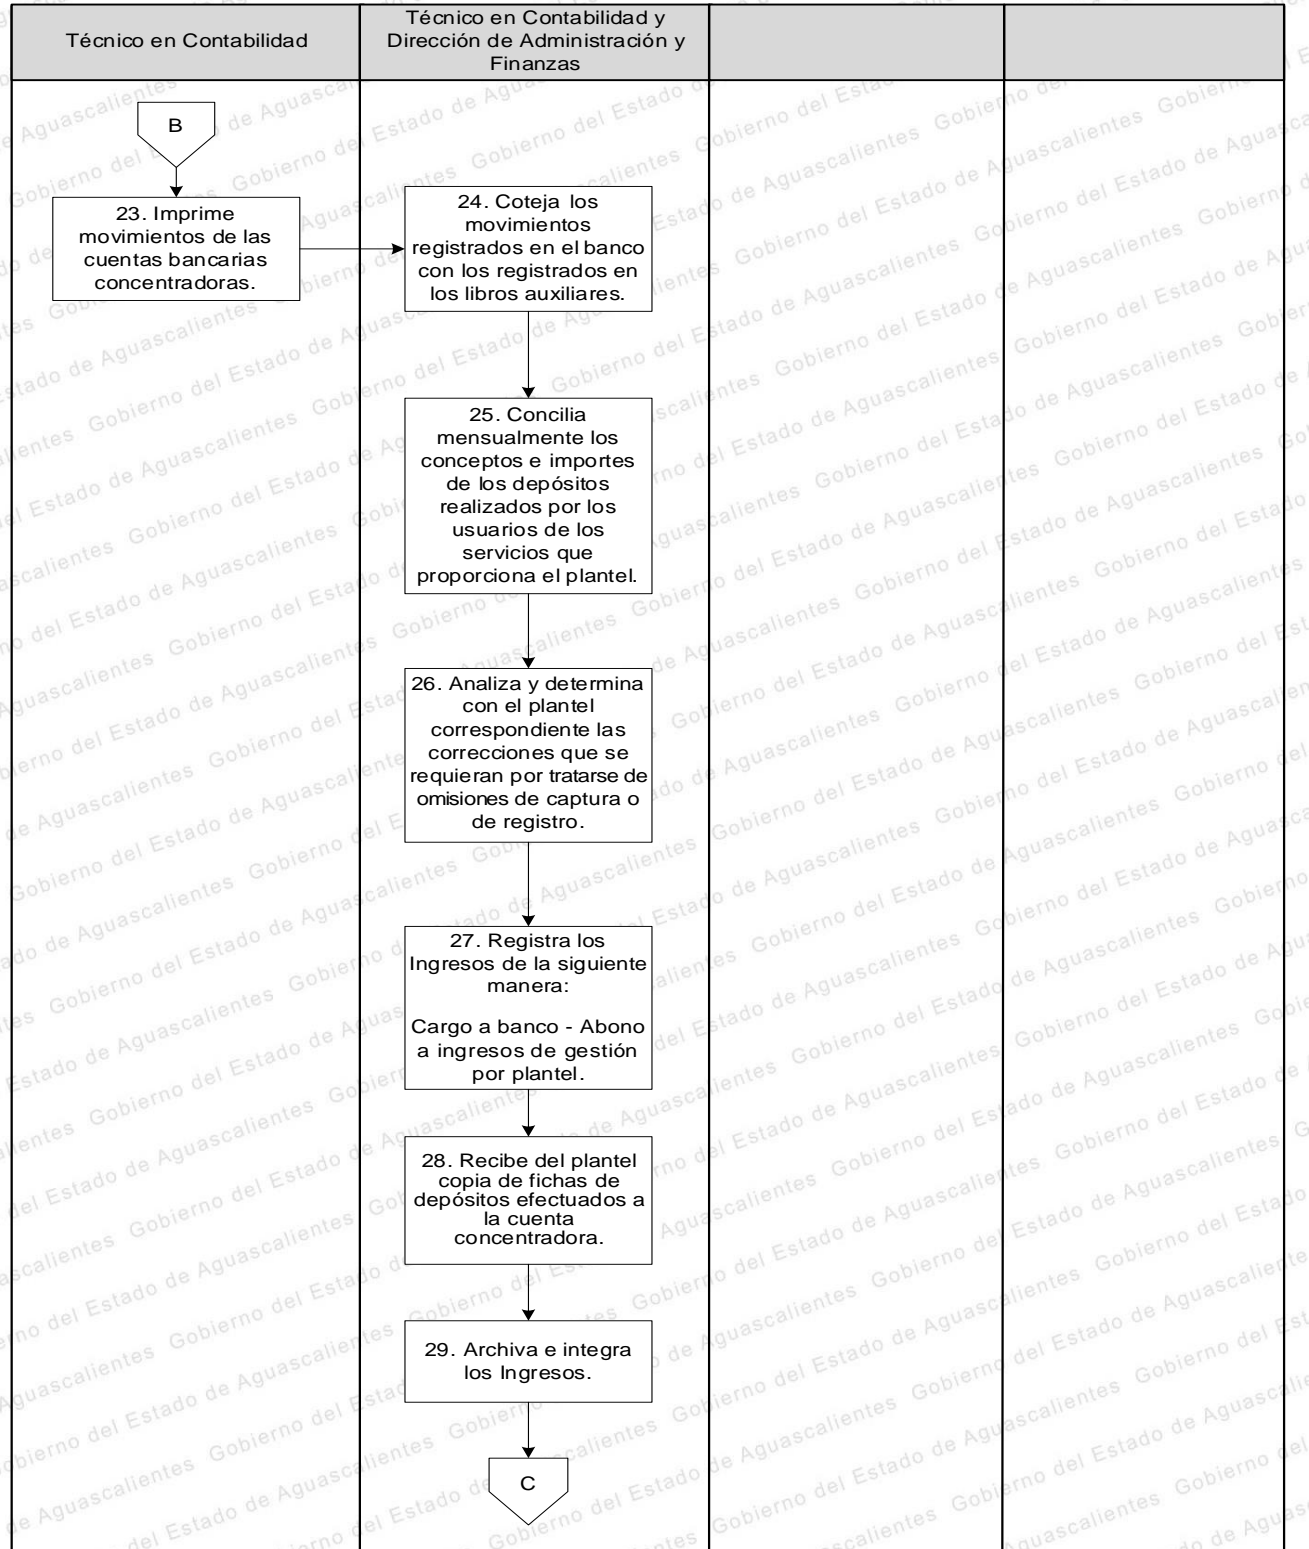 Técnico en Contabilidad
Técnico en Contabilidad y
Dirección de Administración y
Finanzas
B
23. Imprime
movimientos de las
cuentas bancarias
concentradoras.
24. Coteja los
movimientos
registrados en el banco
con los registrados en
los libros auxiliares.
25. Concilia
mensualmente los
conceptos e importes
de los depósitos
realizados por los
usuarios de los
servicios que
proporciona el plantel.
26. Analiza y determina
con el plantel
correspondiente las
correcciones que se
requieran por tratarse de
omisiones de captura o
de registro.
27. Registra los
Ingresos de la siguiente
manera:
Cargo a banco - Abono
a ingresos de gestión
por plantel.
28. Recibe del plantel
copia de fichas de
depósitos efectuados a
la cuenta
concentradora.
29. Archiva e integra
los Ingresos.
C
Gobierno del Estado de Aguascalientes